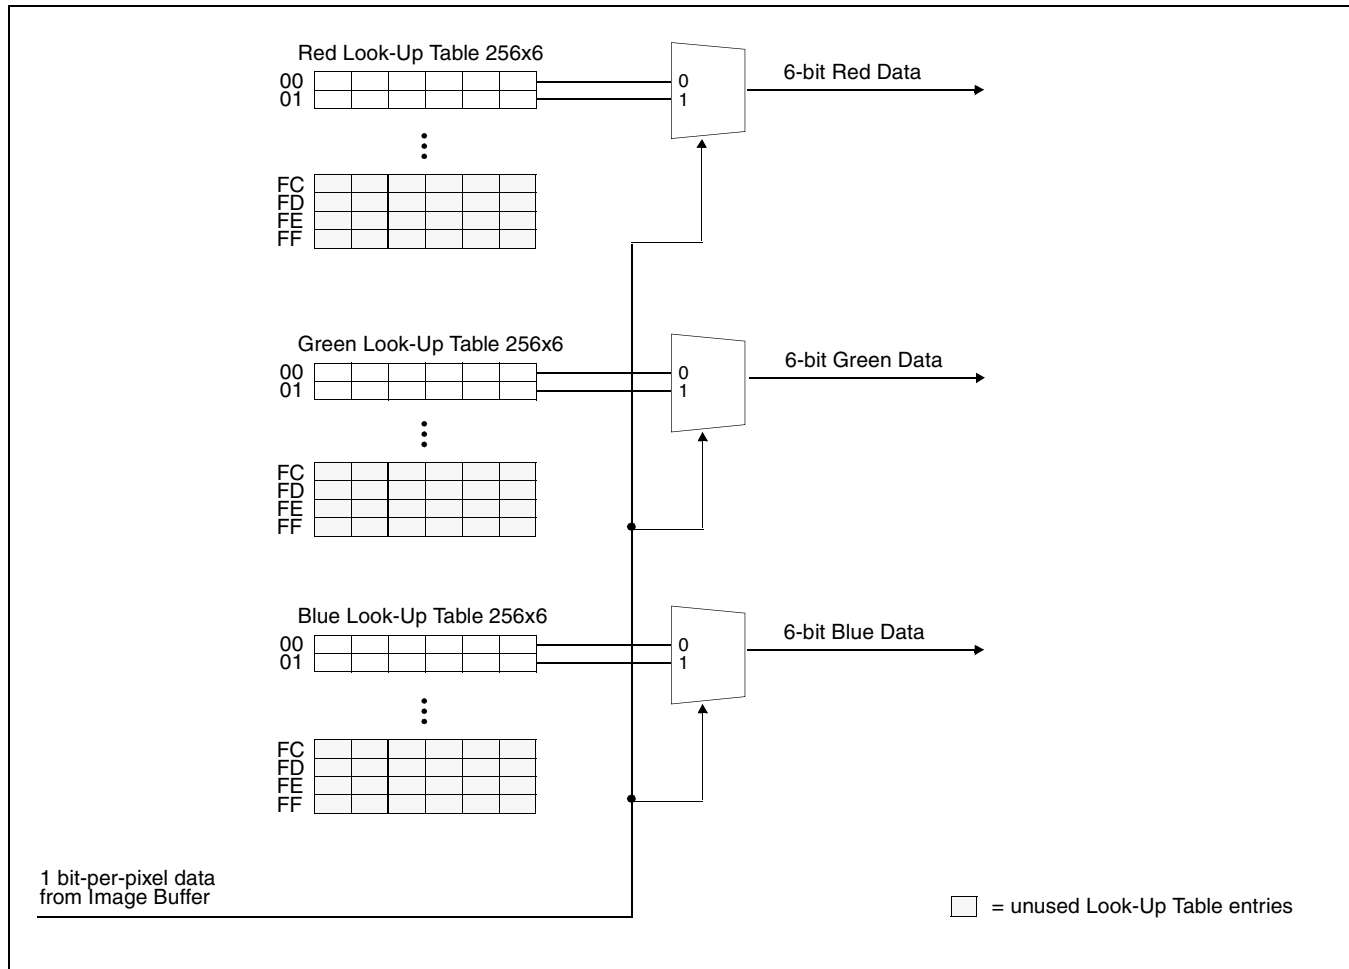 Red Look-Up Table 256x6
00
01
FC
FD
FE
FF
0
1
6-bit Red Data
Green Look-Up Table 256x6
00
01
FC
FD
FE
FF
0
1
6-bit Green Data
Blue Look-Up Table 256x6
00
01
FC
FD
FE
FF
0
1
6-bit Blue Data
1 bit-per-pixel data
from Image Buffer
= unused Look-Up Table entries